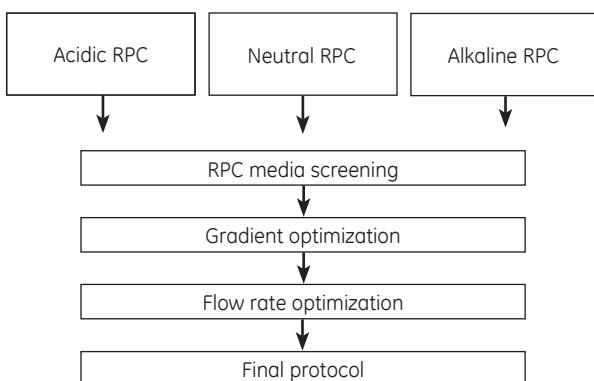 Acidic RPC
Neutral RPC
Alkaline RPC
RPC media screening
Gradient optimization
Flow rate optimization
Final protocol